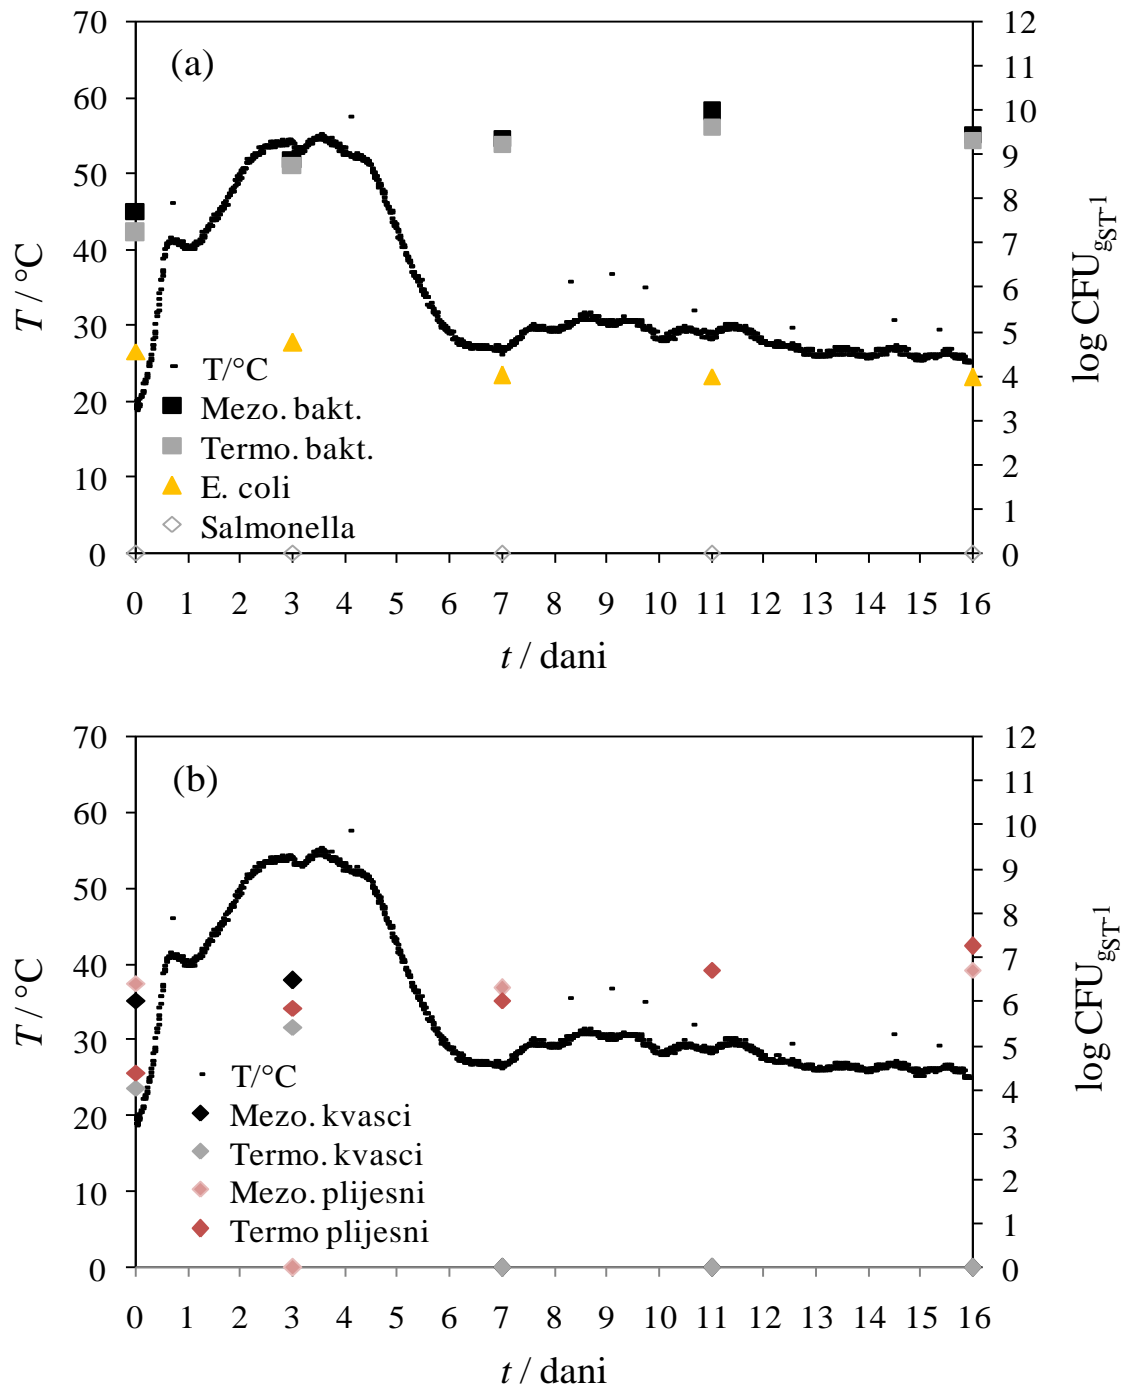 (a)
70
60
50
40
30
20
10
0
T / °C
12
11
10
9
8
7
6
5
4
3
2
1
0
log CFU gST-1
T/°C
Mezo. bakt.
Termo. bakt.
E. coli
Salmonella
0 1 2 3 4 5 6 7 8 9 10 11 12 13 14 15 16
t / dani
(b)
70
60
50
40
30
20
10
0
T / °C
12
11
10
9
8
7
6
5
4
3
2
1
0
log CFU gST-1
T/°C
Mezo. kvasci
Termo. kvasci
Mezo. plijesni
Termo plijesni
0 1 2 3 4 5 6 7 8 9 10 11 12 13 14 15 16
t / dani